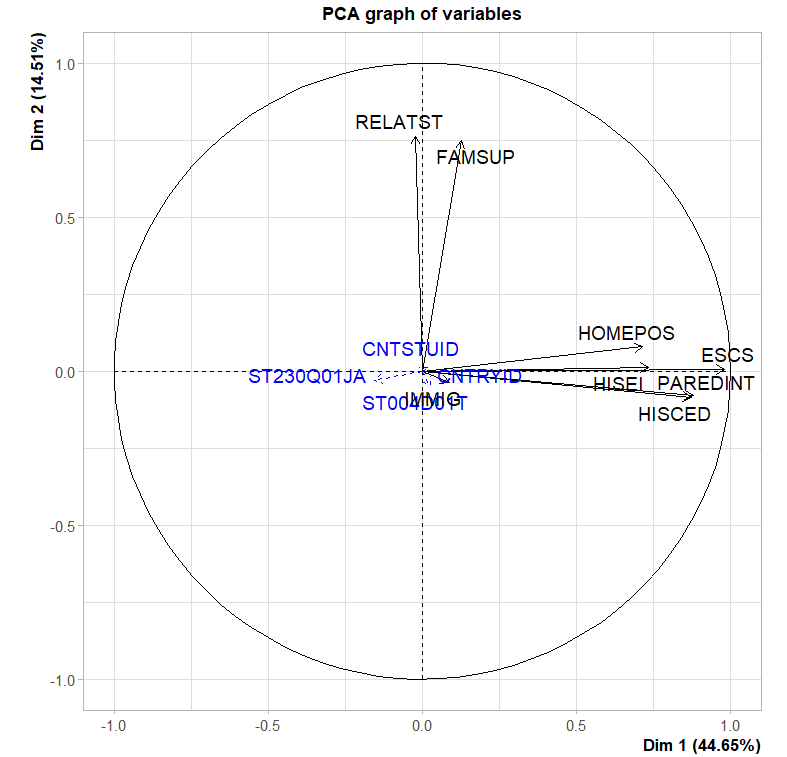 PCA graph of variables
Dim 2 (14.51%)
1.0
RELATST
FAMSUP
0.5
HOMEPOS
CNTSTUID
ESCS
0.0
ST230Q01JA
CNTRYID
HISEI
PAREDINT
IMMIG
ST004D01T
HISCED
-0.5
-1.0
-1.0
-0.5
0.0
0.5
1.0
Dim 1 (44.65%)